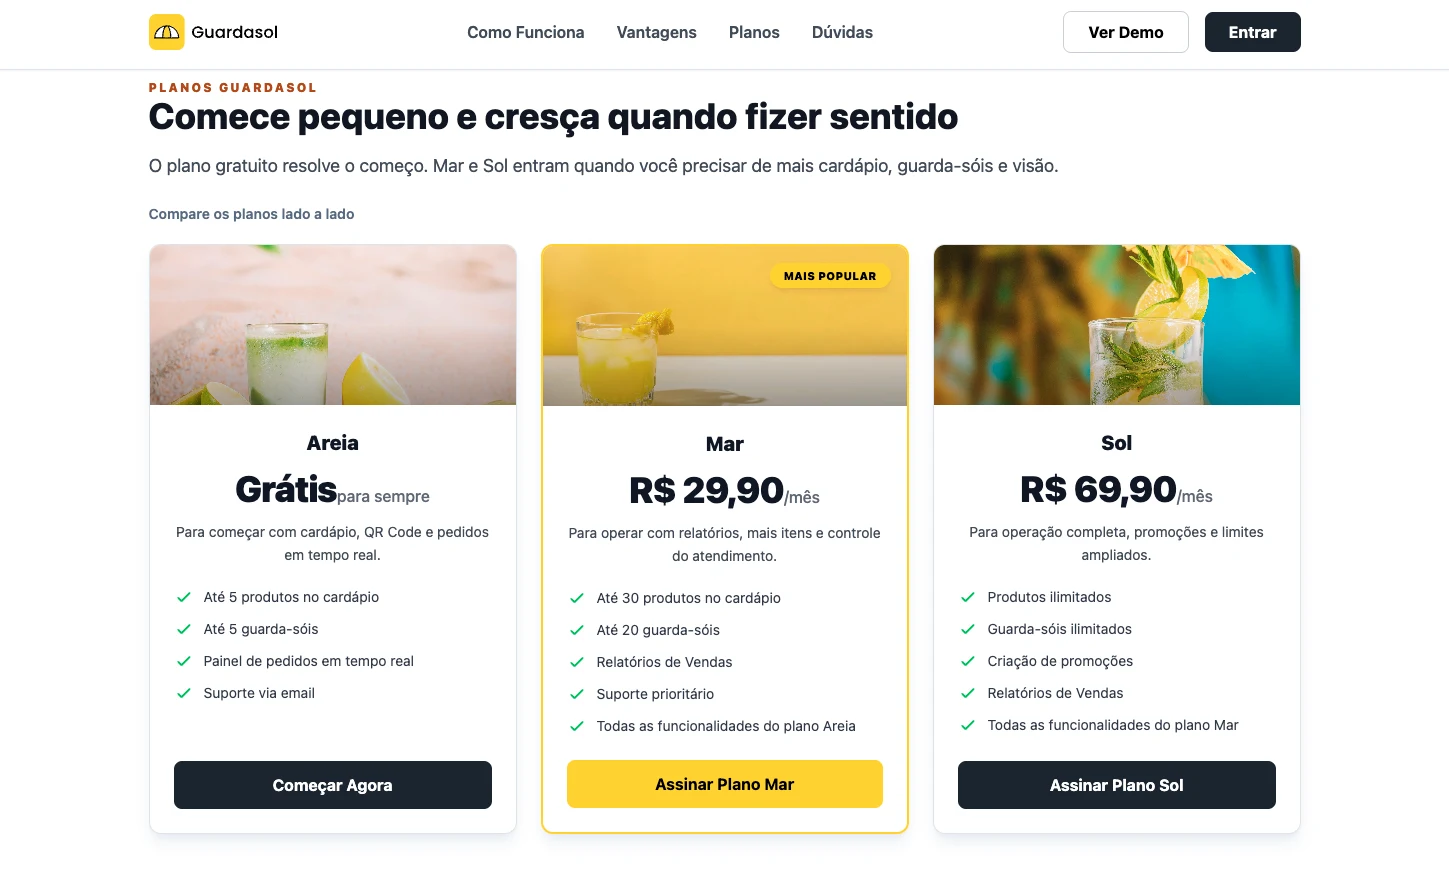 Guardasol
Como Funciona
Vantagens
Planos
Dúvidas
Ver Demo
Entrar
PLANOS GUARDASOL
Comece pequeno e cresça quando fizer sentido
O plano gratuito resolve o começo. Mar e Sol entram quando você precisar de mais cardápio, guarda-sóis e visão.
Compare os planos lado a lado
Areia
Grátis para sempre
Para começar com cardápio, QR Code e pedidos
em tempo real.
Até 5 produtos no cardápio
Até 5 guarda-sóis
Painel de pedidos em tempo real
Suporte via email
Começar Agora
MAIS POPULAR
Mar
R$ 29,90/mês
Para operar com relatórios, mais itens e controle
do atendimento.
Até 30 produtos no cardápio
Até 20 guarda-sóis
Relatórios de Vendas
Suporte prioritário
Todas as funcionalidades do plano Areia
Assinar Plano Mar
Sol
R$ 69,90/mês
Para operação completa, promoções e limites
ampliados.
Produtos ilimitados
Guarda-sóis ilimitados
Criação de promoções
Relatórios de Vendas
Todas as funcionalidades do plano Mar
Assinar Plano Sol